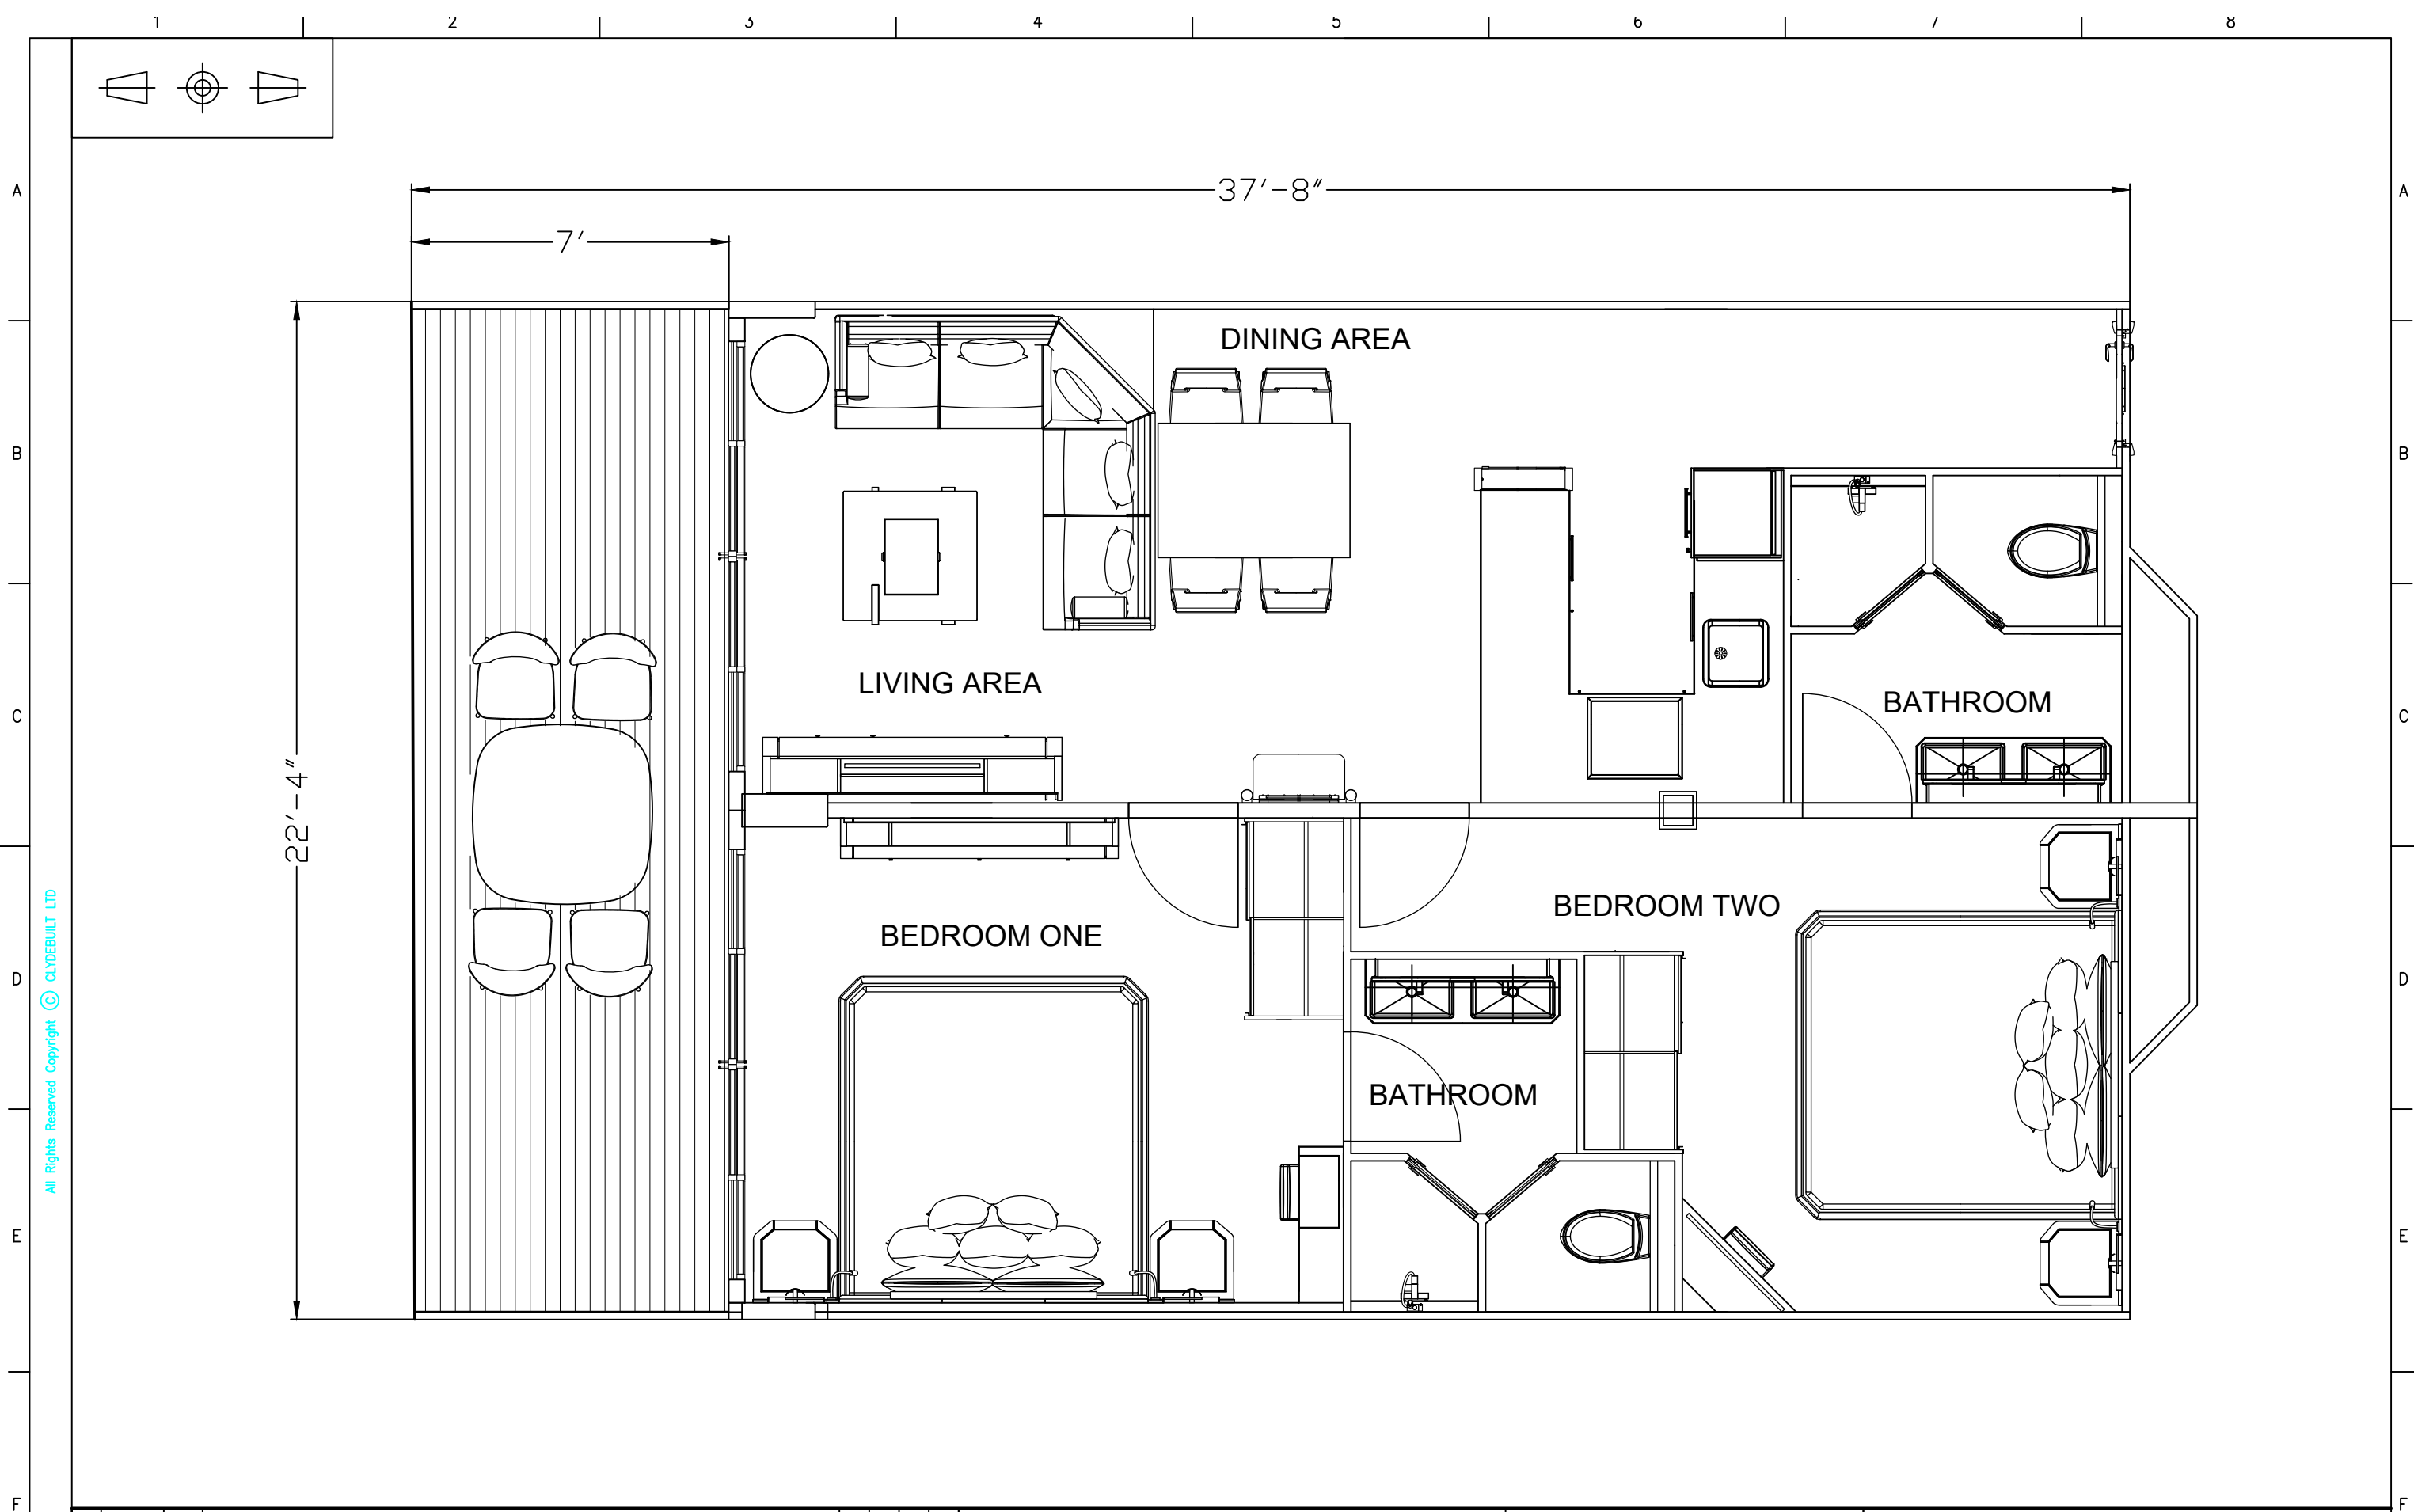 1 2 3 4 5 6 7 8
37'-8"
A A
7'
DINING AREA
B B
LIVING AREA
BATHROOM
C C
22'-4"
BEDROOM TWO
BEDROOM ONE
D D
All Rights Reserved Copyright © CLYDEBUILT LTD
BATHROOM
E E
F F